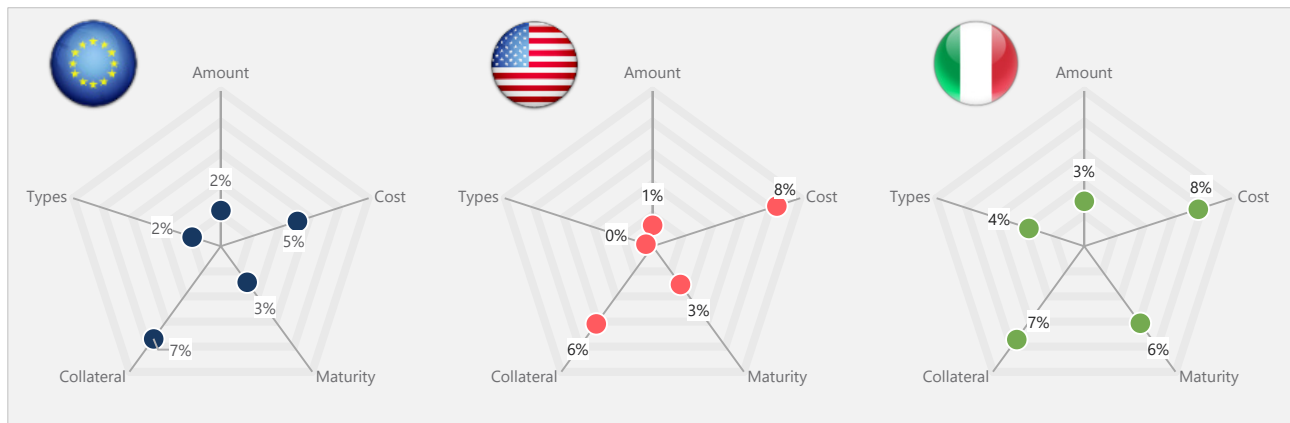 Amount
2%
Types
2%
Cost
5%
3%
7%
Collateral
Maturity
Amount
1%
Types
0%
8%
Cost
3%
6%
Collateral
Maturity
Amount
3%
Types
4%
8%
Cost
7%
6%
Collateral
Maturity